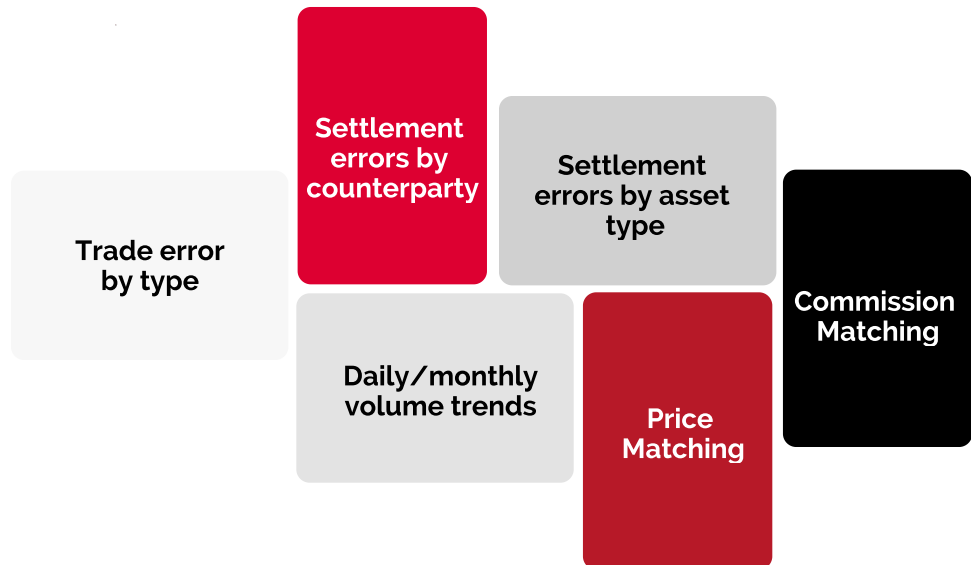 Settlement
errors by
counterparty
Settlement
errors by asset
type
Trade error
by type
Commission
Matching
Daily/monthly
volume trends
Price
Matching